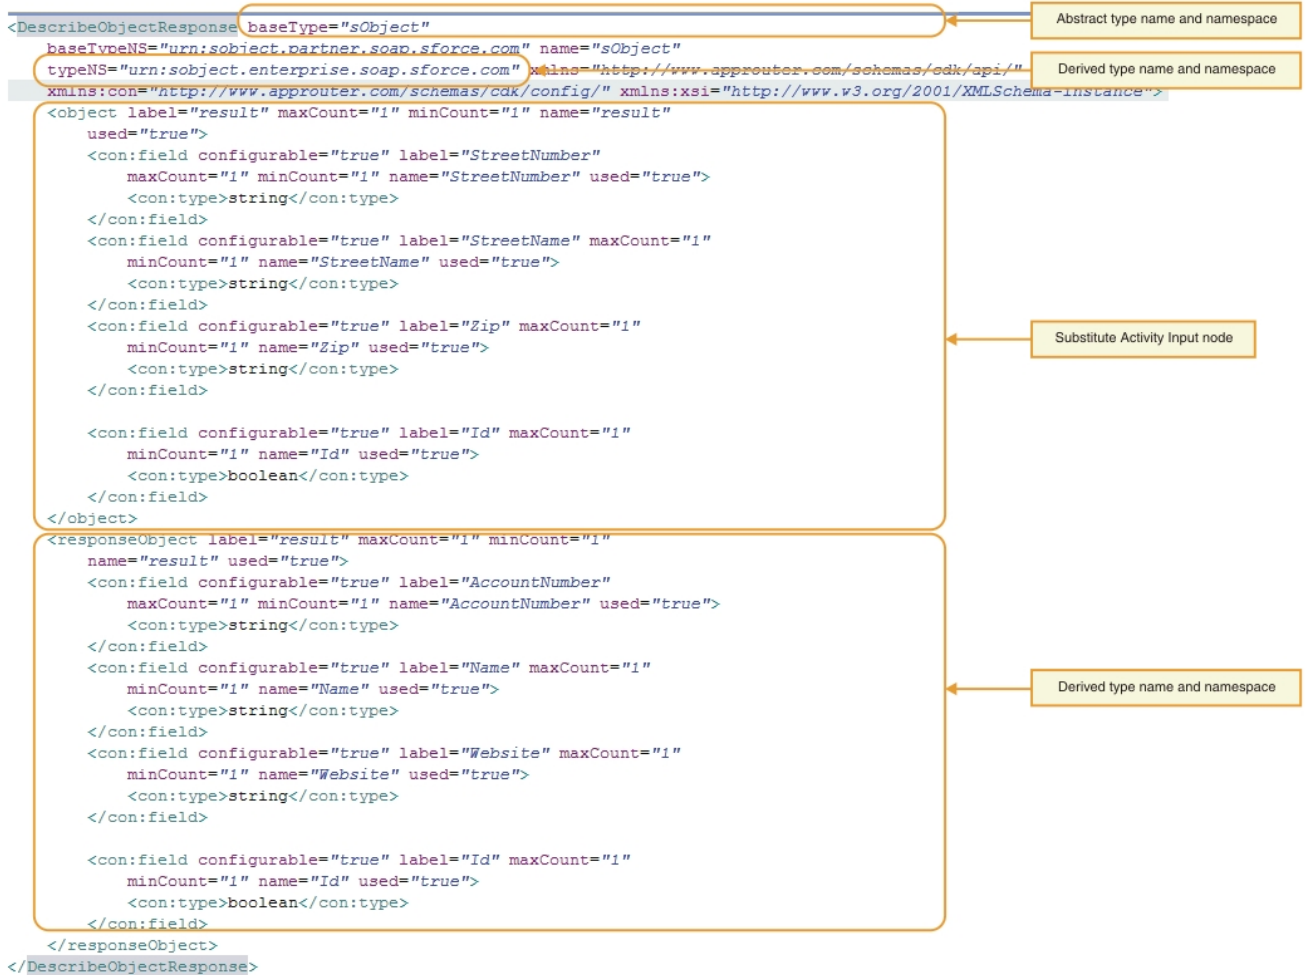 <DescribeObjectResponse baseType="sObject"
Abstract type name and namespace
baseTypeNS="urn:sobject.partner.soap.sforce.com" name="sObject"
typeNS="urn:sobject.enterprise.soap.sforce.com" xmlns="http://www.approuter.com/schemas/cdk/api/"
Derived type name and namespace
xmlns:con="http://www.approuter.com/schemas/cdk/config/" xmlns:xsi="http://www.w3.org/2001/XMLSchema-instance">
<object label="result" maxCount="1" minCount="1" name="result"
used="true">
<con:field configurable="true" label="StreetNumber"
maxCount="1" minCount="1" name="StreetNumber" used="true">
<con:type>string</con:type>
</con:field>
<con:field configurable="true" label="StreetName" maxCount="1"
minCount="1" name="StreetName" used="true">
<con:type>string</con:type>
</con:field>
<con:field configurable="true" label="Zip" maxCount="1"
minCount="1" name="Zip" used="true">
Substitute Activity Input node
<con:type>string</con:type>
</con:field>
<con:field configurable="true" label="Id" maxCount="1"
minCount="1" name="Id" used="true">
<con:type>boolean</con:type>
</con:field>
</object>
<responseObject label="result" maxCount="1" minCount="1"
name="result" used="true">
<con:field configurable="true" label="AccountNumber"
maxCount="1" minCount="1" name="AccountNumber" used="true">
<con:type>string</con:type>
</con:field>
<con:field configurable="true" label="Name" maxCount="1"
minCount="1" name="Name" used="true">
Derived type name and namespace
<con:type>string</con:type>
</con:field>
<con:field configurable="true" label="Website" maxCount="1"
minCount="1" name="Website" used="true">
<con:type>string</con:type>
</con:field>
<con:field configurable="true" label="Id" maxCount="1"
minCount="1" name="Id" used="true">
<con:type>boolean</con:type>
</con:field>
</responseObject>
</DescribeObjectResponse>